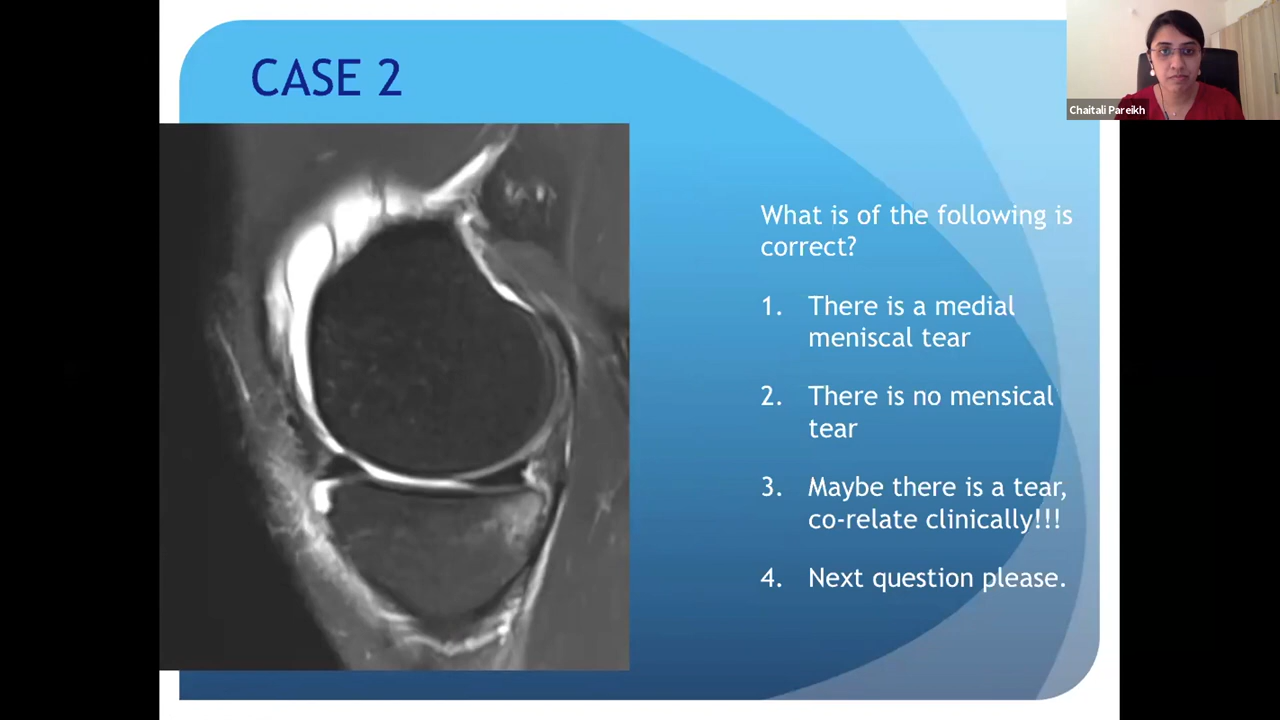 CASE 2
Chaitali Pareikh
What is of the following is
correct?
1. There is a medial
meniscal tear
2. There is no mensical
tear
3. Maybe there is a tear,
co-relate clinically!!!
4. Next question please.